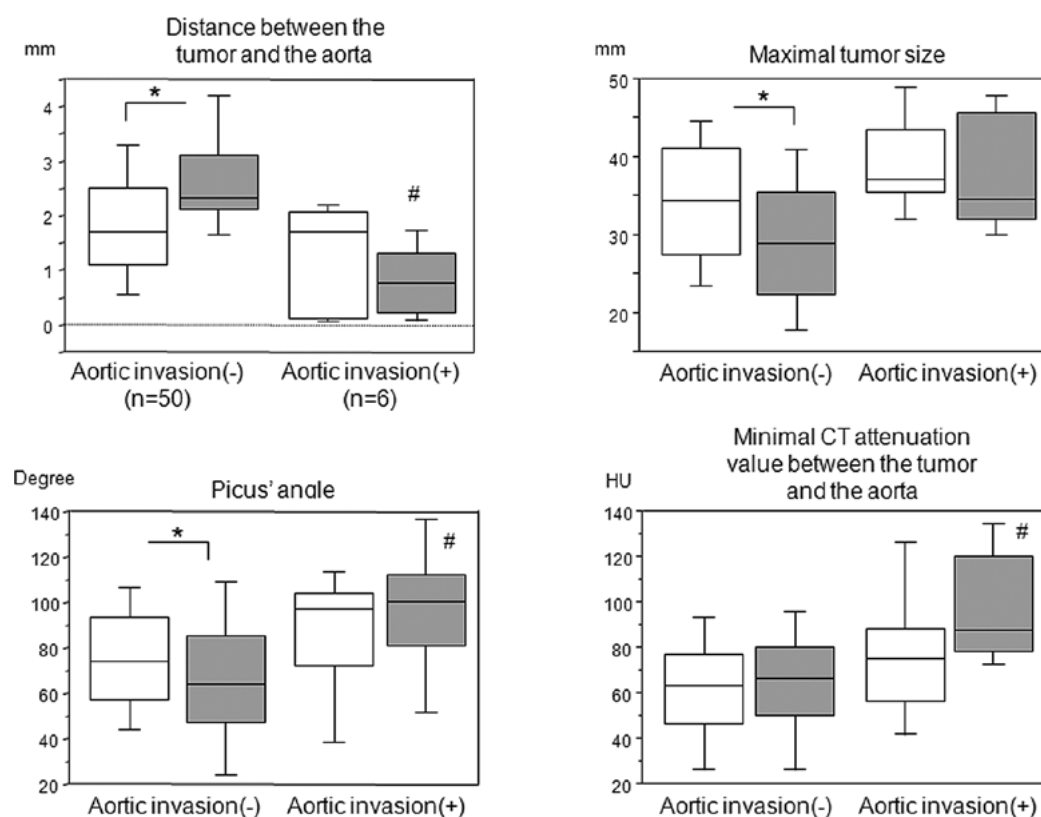 Distance between the
tumor and the aorta
mm
4
*
3
2
#
1
0
Aortic invasion(-)
(n=50)
Aortic invasion(+)
(n=6)
Maximal tumor size
mm
50
*
40
30
20
Aortic invasion(-)
Aortic invasion(+)
Picus' angle
Degree
140
*
#
120
100
80
60
40
20
Aortic invasion(-)
Aortic invasion(+)
Minimal CT attenuation
value between the tumor
and the aorta
HU
140
#
120
100
80
60
40
20
Aortic invasion(-)
Aortic invasion(+)